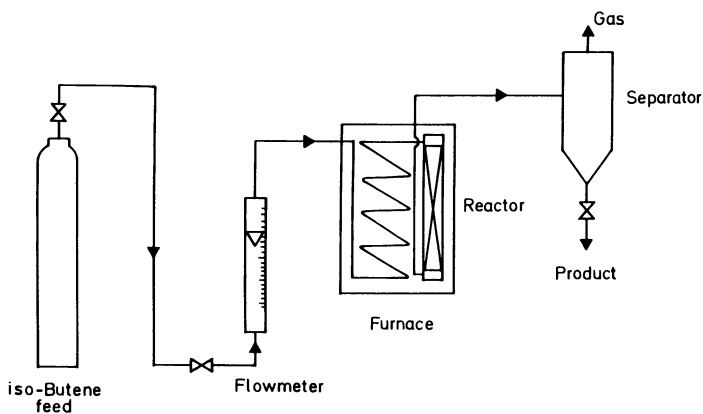 Gas
Separator
Reactor
Product
Furnace
Flowmeter
iso-Butene
feed